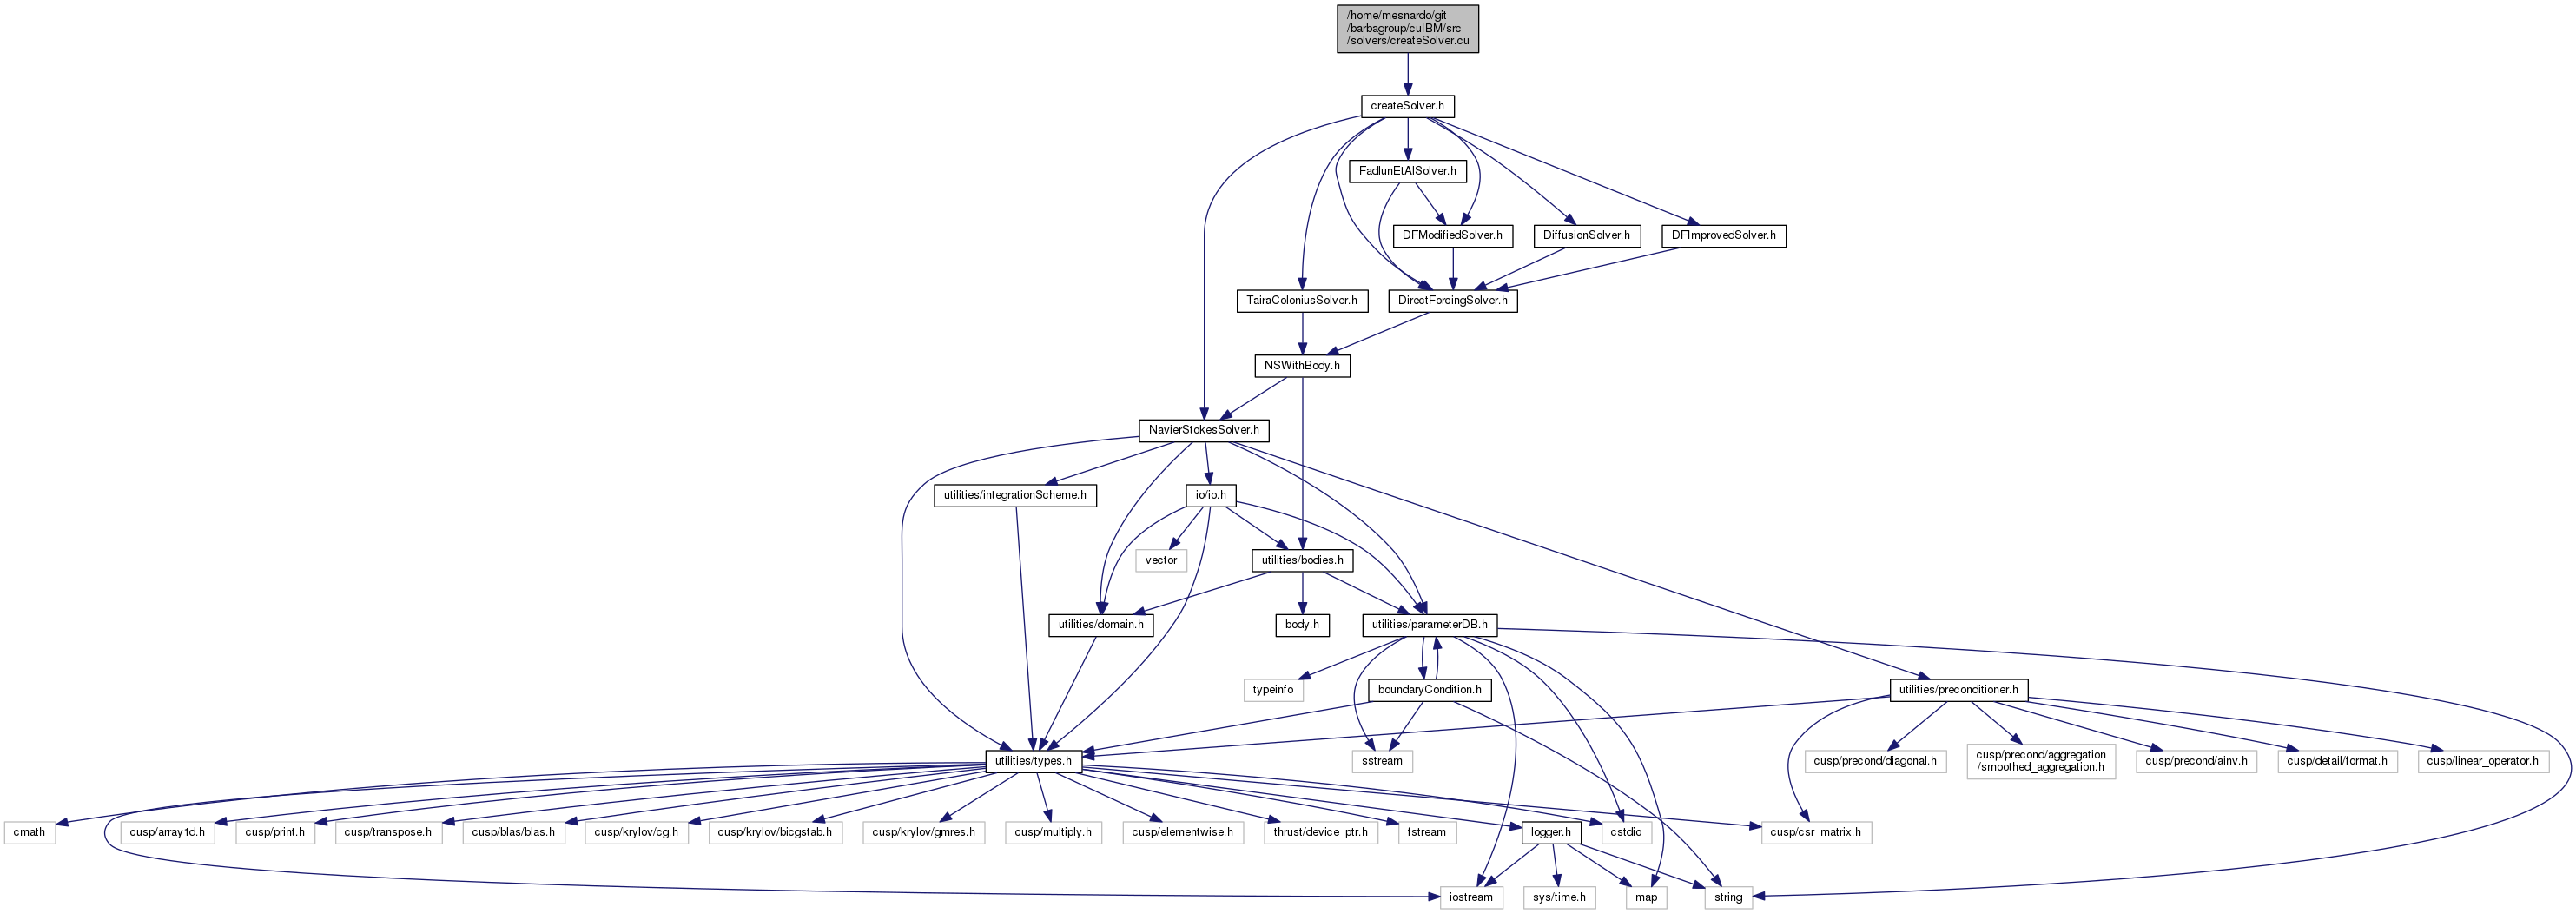 /home/mesnardo/git
/barbagroup/cuIBM/src
/solvers/createSolver.cu
createSolver.h
FadlunEtAlSolver.h
DFModifiedSolver.h
DiffusionSolver.h
DFImprovedSolver.h
TairaColoniusSolver.h
DirectForcingSolver.h
NSWithBody.h
NavierStokesSolver.h
utilities/integrationScheme.h
io/io.h
vector
utilities/bodies.h
utilities/domain.h
body.h
utilities/parameterDB.h
typeinfo
boundaryCondition.h
utilities/preconditioner.h
utilities/types.h
sstream
cusp/precond/diagonal.h
cusp/precond/aggregation
/smoothed_aggregation.h
cusp/precond/ainv.h
cusp/detail/format.h
cusp/linear_operator.h
cmath
cusp/array1d.h
cusp/print.h
cusp/transpose.h
cusp/blas/blas.h
cusp/krylov/cg.h
cusp/krylov/bicgstab.h
cusp/krylov/gmres.h
cusp/multiply.h
cusp/elementwise.h
thrust/device_ptr.h
fstream
logger.h
cstdio
cusp/csr_matrix.h
iostream
sys/time.h
map
string